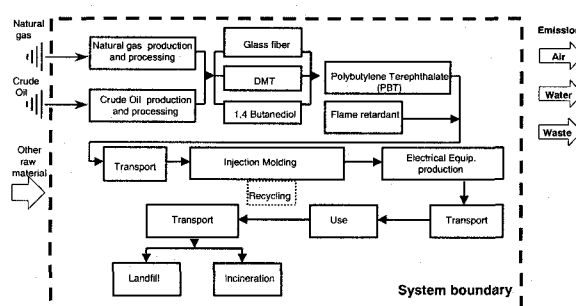 Natural
gas
Crude
Oil
Other
raw
material
Natural gas production
and processing
Crude Oil production
and processing
Glass fiber
DMT
1,4 Butanediol
Polybutylene Terephthalate
(PBT)
Flame retardant
Transport
Injection Molding
Electrical Equip.
production
Recycling
Transport
Use
Transport
Landfill
Incineration
System boundary
Emission
Air
Water
Waste